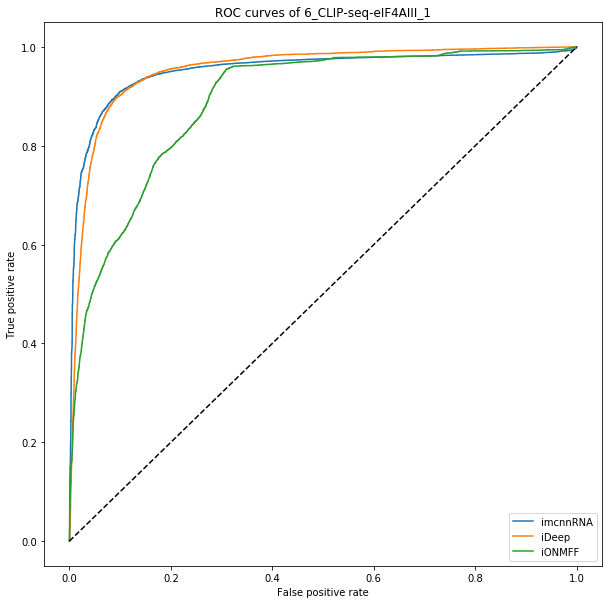 ROC curves of 6_CLIP-seq-eIF4AIII_1
True positive rate
1.0
0.8
0.6
0.4
0.2
0.0
0.0 0.2 0.4 0.6 0.8 1.0
False positive rate
imcnnRNA
iDeep
iONMFF